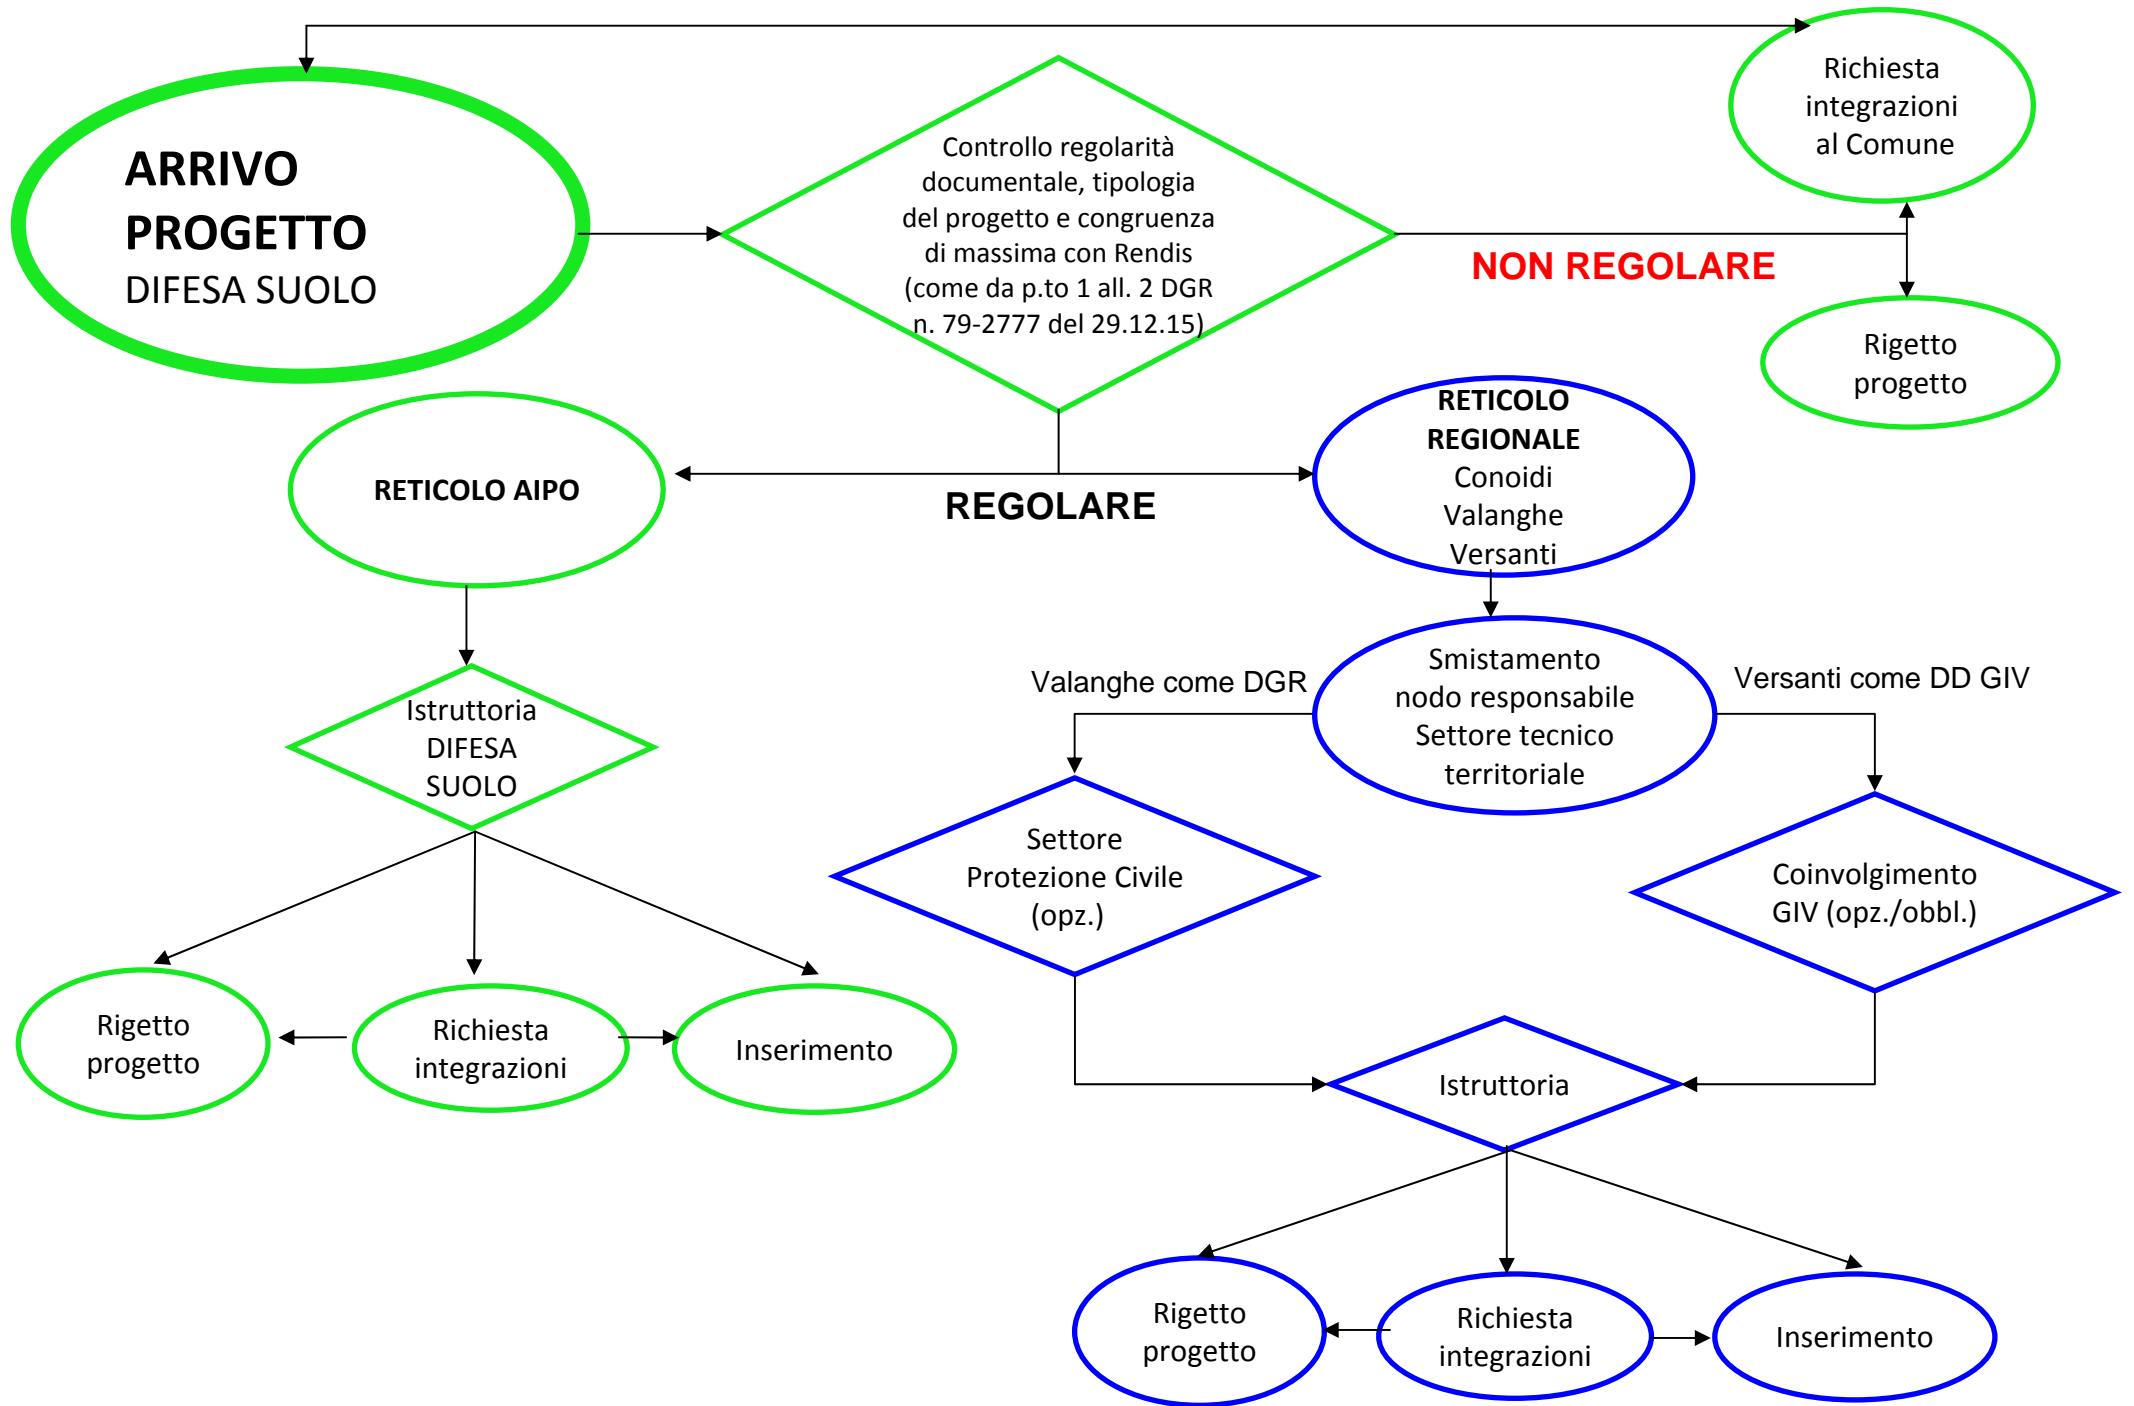 ARRIVO
PROGETTO
DIFESA SUOLO
Controllo regolarità
documentale, tipologia
del progetto e congruenza
di massima con Rendis
(come da p.to 1 all. 2 DGR
n. 79-2777 del 29.12.15)
Richiesta
integrazioni
al Comune
NON REGOLARE
Rigetto
progetto
RETICOLO AIPO
REGOLARE
RETICOLO
REGIONALE
Conoidi
Valanghe
Versanti
Istruttoria
DIFESA
SUOLO
Valanghe come DGR
Smistamento
nodo responsabile
Settore tecnico
territoriale
Versanti come DD GIV
Settore
Protezione Civile
(opz.)
Coinvolgimento
GIV (opz./obbl.)
Rigetto
progetto
Richiesta
integrazioni
Inserimento
Istruttoria
Rigetto
progetto
Richiesta
integrazioni
Inserimento